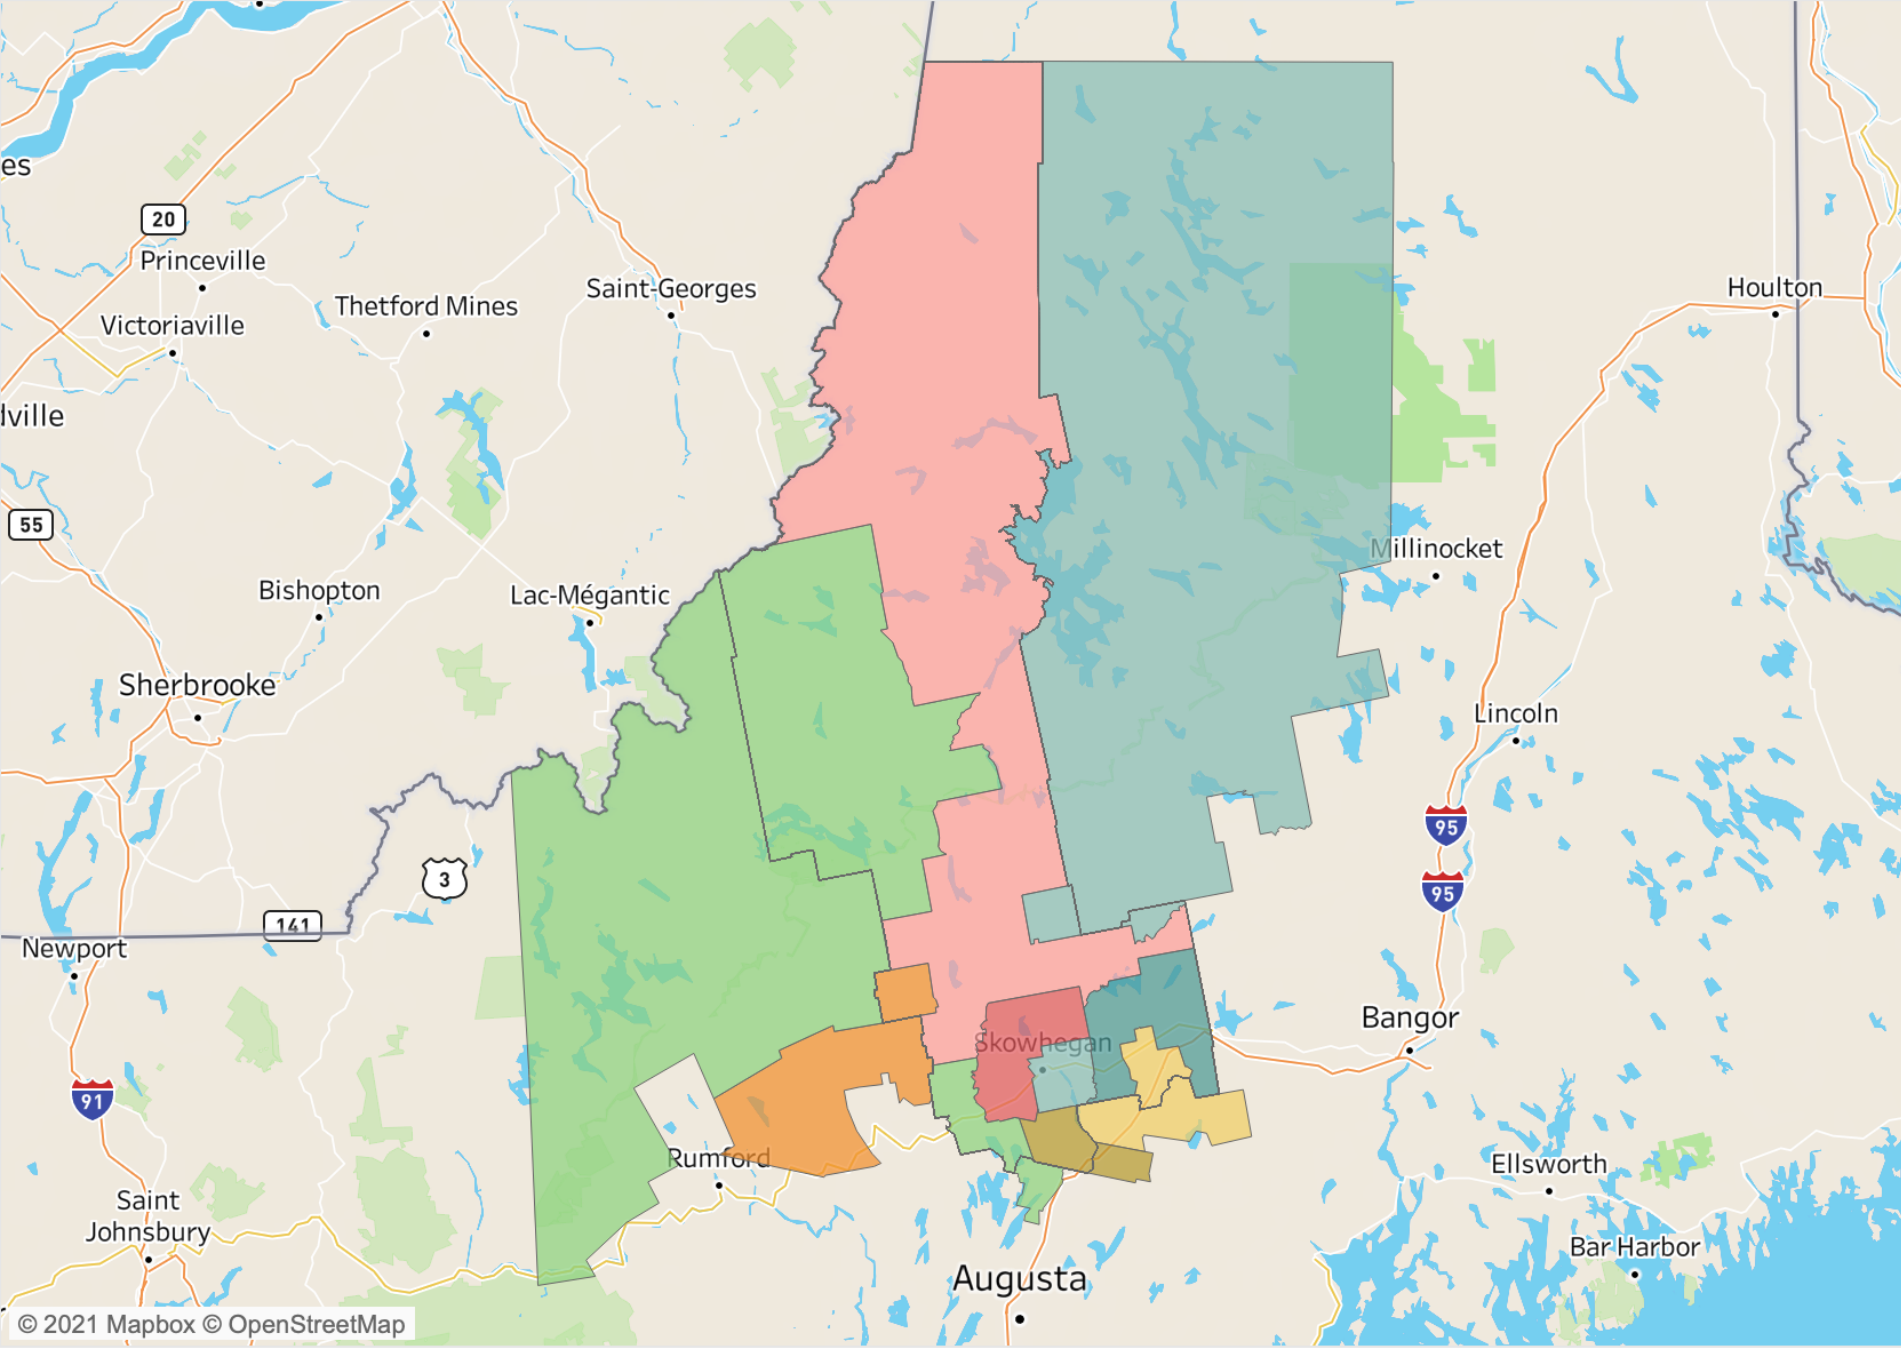 es
20
Princeville
Saint-Georges
Houlton
Thetford Mines
Victoriaville
55
Millinocket
Bishopton
Lac-Mégantic
Sherbrooke
Lincoln
95
3
95
141
Newport
Bangor
Skowhegan
91
Rumford
Ellsworth
Saint
Johnsbury
Bar Harbor
Augusta
© 2021 Mapbox © OpenStreetMap